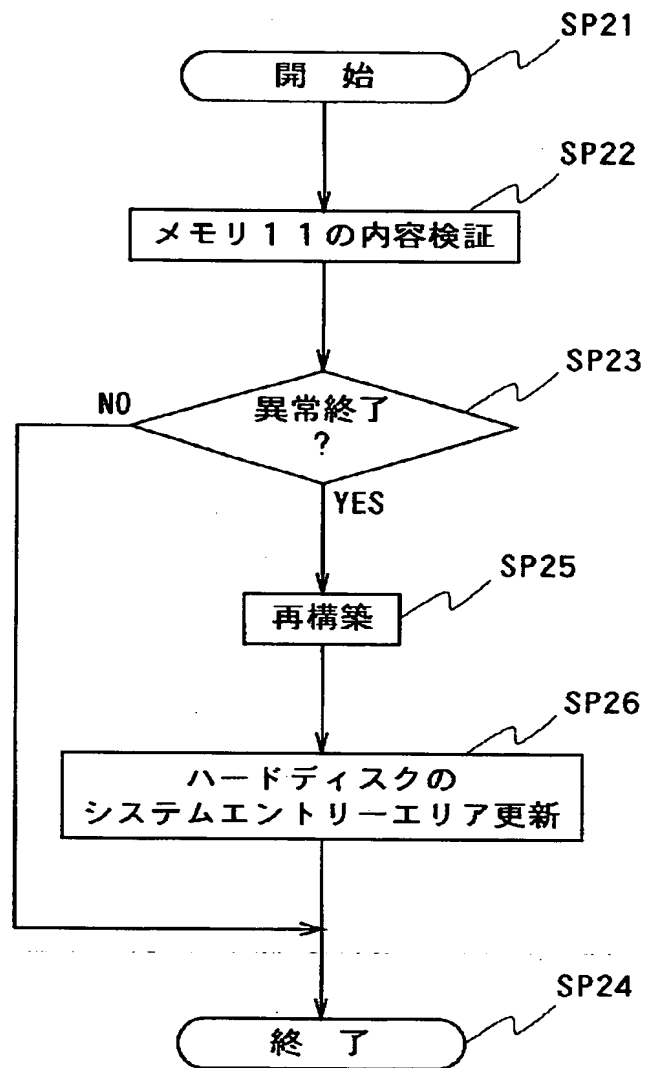 SP21
開 始
SP22
メモリ11の内容検証
SP23
NO
異常終了
?
YES
SP25
再構築
SP26
ハードディスクの
システムエントリーエリア更新
SP24
終 了